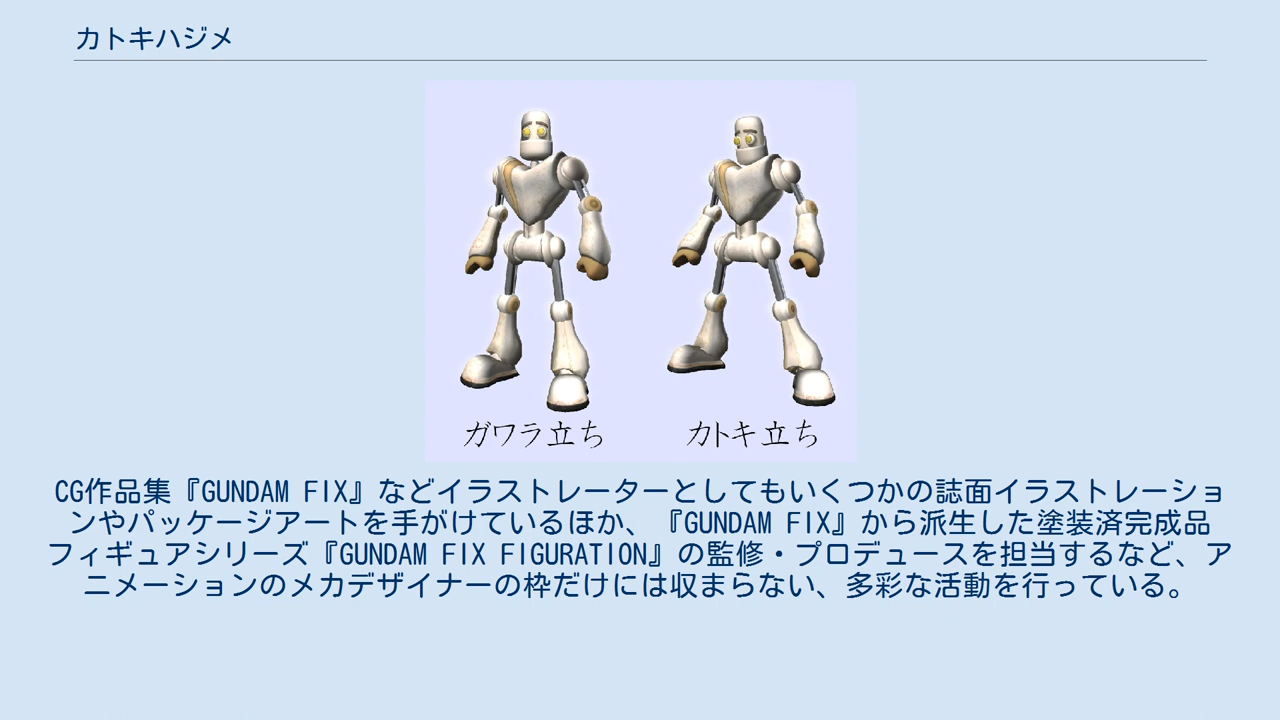 カトキハジメ
ガワラ立ち
カトキ立ち
CG作品集『GUNDAM FIX』などイラストレーターとしてもいくつかの誌面イラストレーショ
ンやパッケージアートを手がけているほか、『GUNDAM FIX』から派生した塗装済完成品
フィギュアシリーズ『GUNDAM FIX FIGURATION』の監修・プロデュースを担当するなど、ア
ニメーションのメカデザイナーの枠だけには収まらない、多彩な活動を行っている。